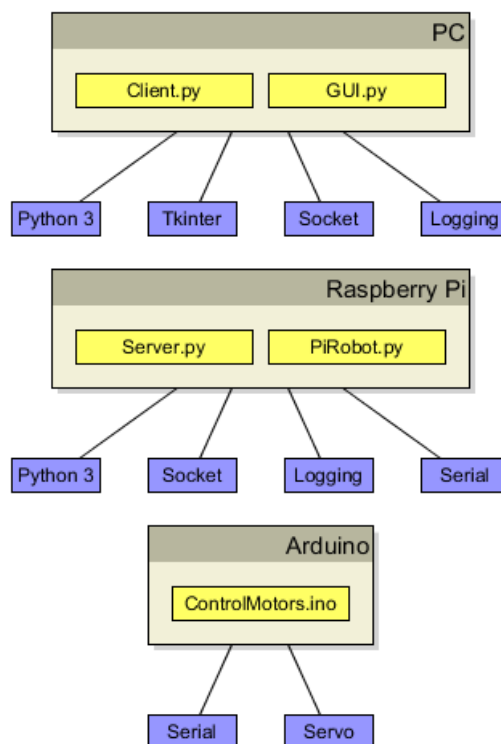 PC
Client.py GUI.py
Python 3 Tkinter Socket Logging
Raspberry Pi
Server.py PiRobot.py
Python 3 Socket Logging Serial
Arduino
ControlMotors.ino
Serial Servo